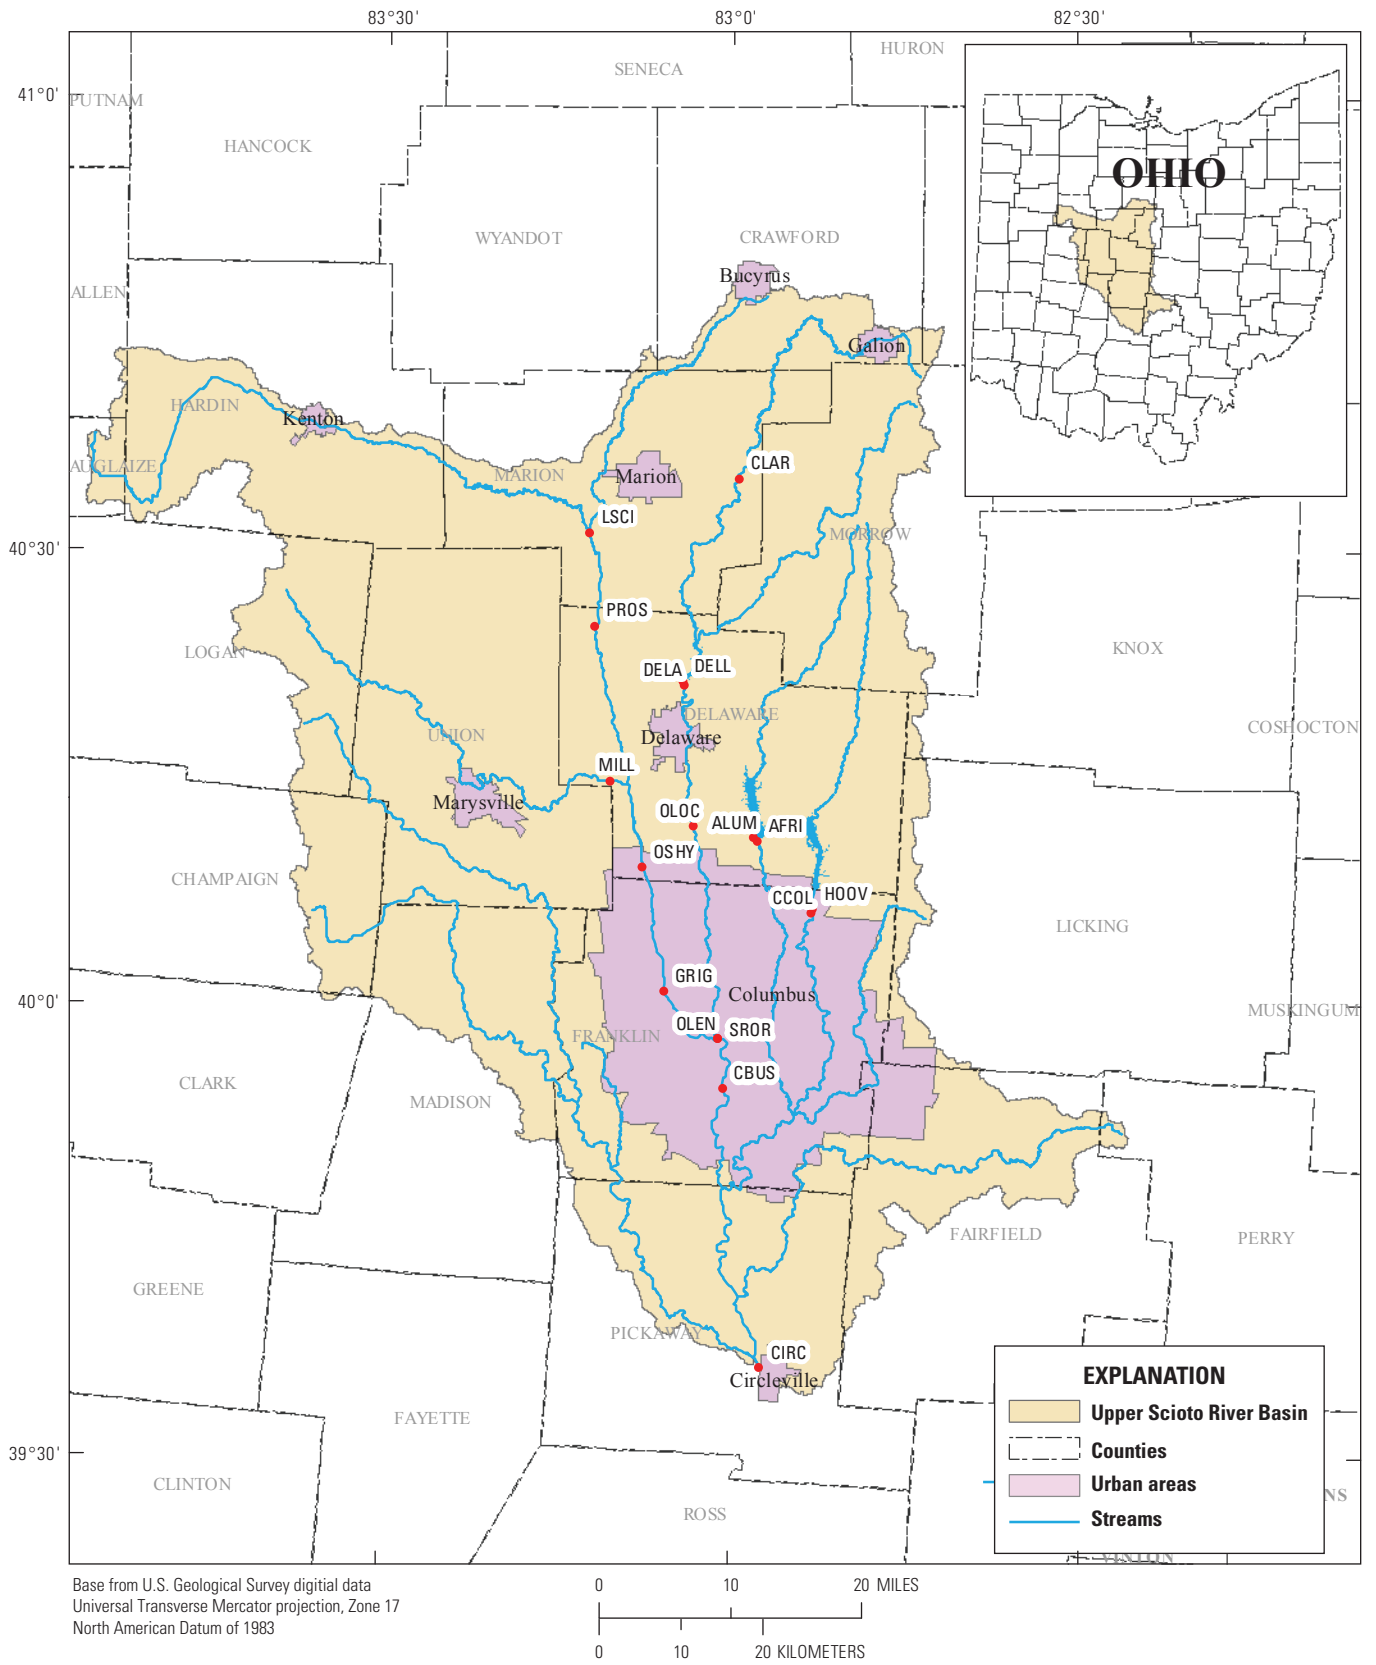 83°30'
83°0'
82°30'
41°0'
40°30'
40°0'
39°30'
HURON
SENECA
PUTNAM
HANCOCK
WYANDOT
CRAWFORD
Bucyrus
ALLEN
Galion
HARDIN
Kenton
AUGLAIZE
MARION
Marion
CLAR
LSCI
MORROW
PROS
LOGAN
KNOX
DELA
DELL
DELAWARE
Delaware
COSHOCTON
UNION
MILL
Marysville
OLOC
ALUM
AFRI
OSHY
CHAMPAIGN
CCOL
HOOV
LICKING
GRIG
Columbus
MUSKINGUM
OLEN
SROR
FRANKLIN
CBUS
CLARK
MADISON
FAIRFIELD
PERRY
GREENE
PICKAWAY
CIRC
Circleville
FAYETTE
CLINTON
ROSS
NS
VINTON
OHIO
EXPLANATION
Upper Scioto River Basin
Counties
Urban areas
Streams
Base from U.S. Geological Survey digitial data
Universal Transverse Mercator projection, Zone 17
North American Datum of 1983
0 10 20 MILES
0 10 20 KILOMETERS